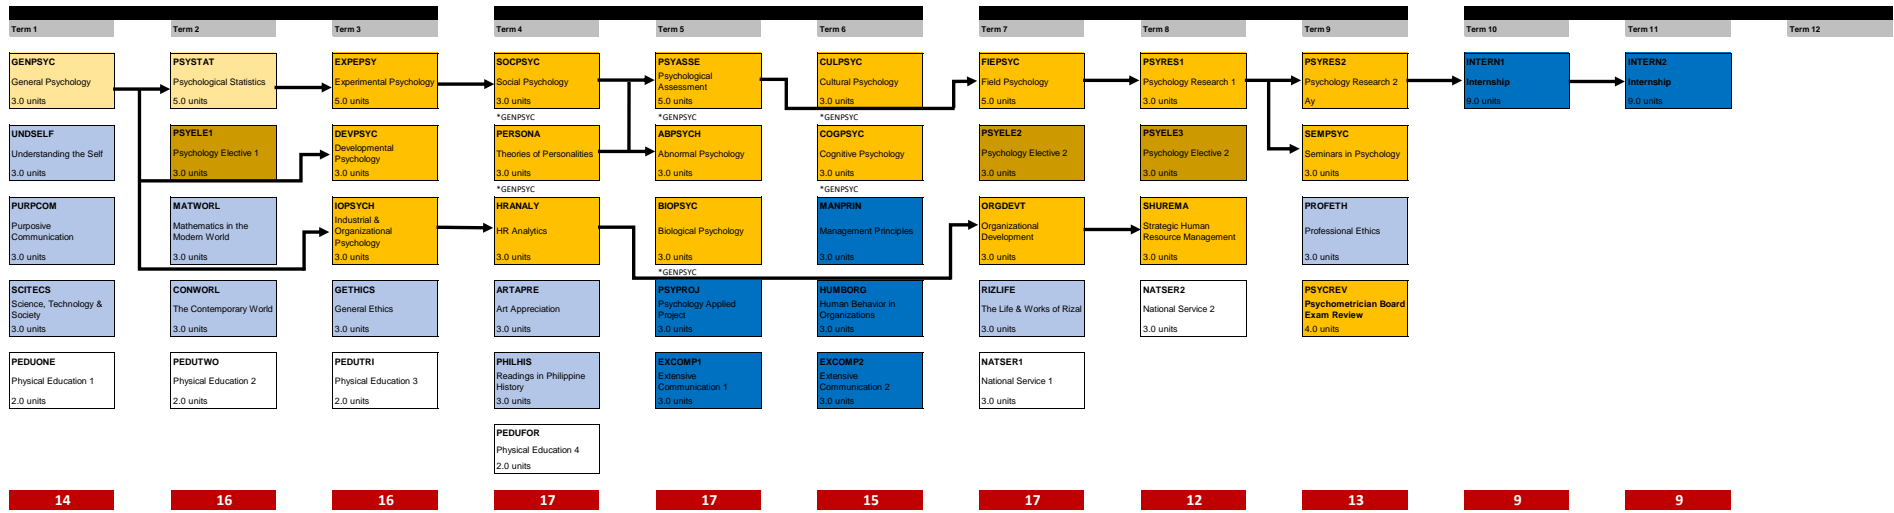 Term 1
Term 2
Term 3
Term 4
Term 5
Term 6
Term 7
Term 8
Term 9
Term 10
Term 11
Term 12
GENPSYC
General Psychology
3.0 units
UNDSELF
Understanding the Self
3.0 units
PURPCOM
Purposive
Communication
3.0 units
SCITECS
Science, Technology &
Society
3.0 units
PEDUONE
Physical Education 1
2.0 units
14
PSYSTAT
Psychological Statistics
5.0 units
PSYELE1
Psychology Elective 1
3.0 units
MATWORL
Mathematics in the
Modern World
3.0 units
CONWORL
The Contemporary World
3.0 units
PEDUTWO
Physical Education 2
2.0 units
16
EXPEPSY
Experimental Psychology
5.0 units
DEVPSYC
Developmental
Psychology
3.0 units
IOPSYCH
Industrial &
Organizational
Psychology
3.0 units
GETHICS
General Ethics
3.0 units
PEDUTRI
Physical Education 3
2.0 units
16
SOCPSYC
Social Psychology
3.0 units
*GENPSYC
PERSONA
Theories of Personalities
3.0 units
*GENPSYC
HRANALY
HR Analytics
3.0 units
ARTAPRE
Art Appreciation
3.0 units
PHILHIS
Readings in Philippine
History
3.0 units
PEDUFOR
Physical Education 4
2.0 units
17
PSYASSE
Psychological
Assessment
5.0 units
*GENPSYC
ABPSYCH
Abnormal Psychology
3.0 units
BIOPSYC
Biological Psychology
3.0 units
*GENPSYC
PSYPROJ
Psychology Applied
Project
3.0 units
EXCOMP1
Extensive
Communication 1
3.0 units
17
CULPSYC
Cultural Psychology
3.0 units
*GENPSYC
COGPSYC
Cognitive Psychology
3.0 units
*GENPSYC
MANPRIN
Management Principles
3.0 units
HUMBORG
Human Behavior in
Organizations
3.0 units
EXCOMP2
Extensive
Communication 2
3.0 units
15
FIEPSYC
Field Psychology
5.0 units
PSYELE2
Psychology Elective 2
3.0 units
ORGDEVT
Organizational
Development
3.0 units
RIZLIFE
The Life & Works of Rizal
3.0 units
NATSER1
National Service 1
3.0 units
17
PSYRES1
Psychology Research 1
3.0 units
PSYELE3
Psychology Elective 2
3.0 units
SHUREMA
Strategic Human
Resource Management
3.0 units
NATSER2
National Service 2
3.0 units
12
PSYRES2
Psychology Research 2
Ay
SEMPSYC
Seminars in Psychology
3.0 units
PROFETH
Professional Ethics
3.0 units
PSYCREV
Psychometrician Board
Exam Review
4.0 units
13
INTERN1
Internship
9.0 units
9
INTERN2
Internship
9.0 units
9